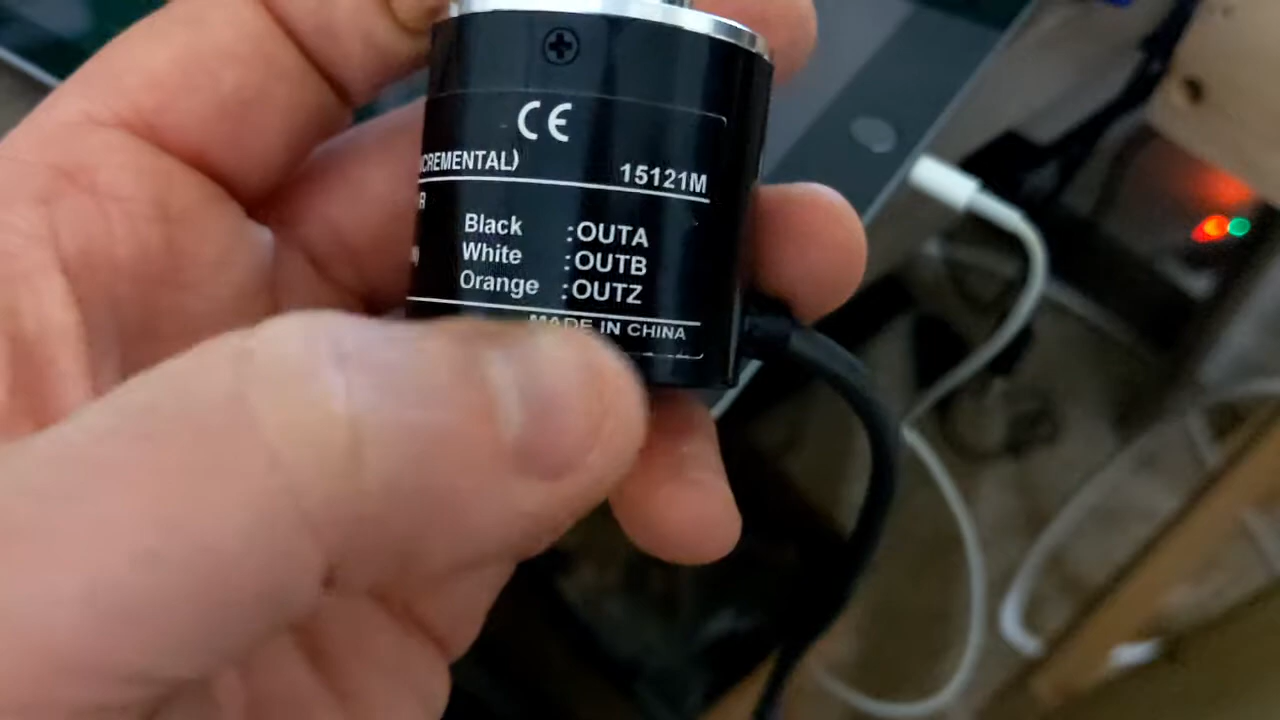 CE
CREMENTAL) 15121M
R
Black :OUTA
White :OUTB
Orange :OUTZ
MADE IN CHINA